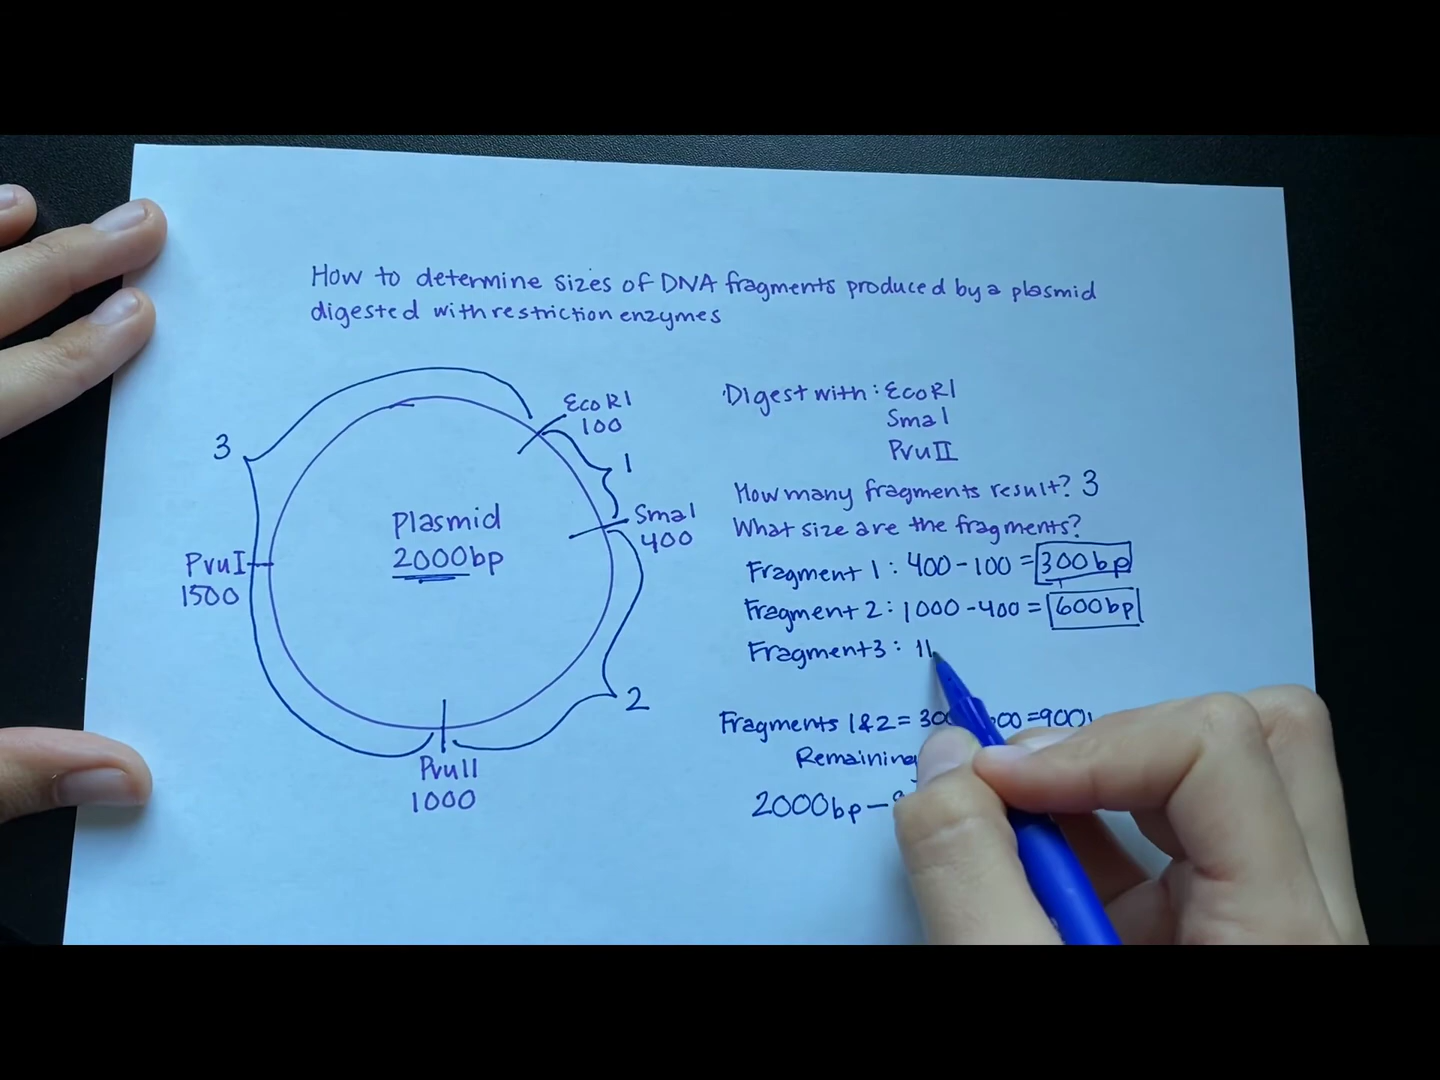 How to determine sizes of DNA fragments produced by a plasmid
digested with restriction enzymes
EcoRI
100
3
1
SmaI
400
Plasmid
2000bp
PvuI
1500
2
PvuII
1000
Digest with: EcoRI
SmaI
PvuII
How many fragments result? 3
What size are the fragments?
Fragment 1: 400-100 = 300bp
Fragment 2: 1000-400 = 600bp
Fragment 3: 11
Fragments 1&2 = =900
Remaining
2000bp-